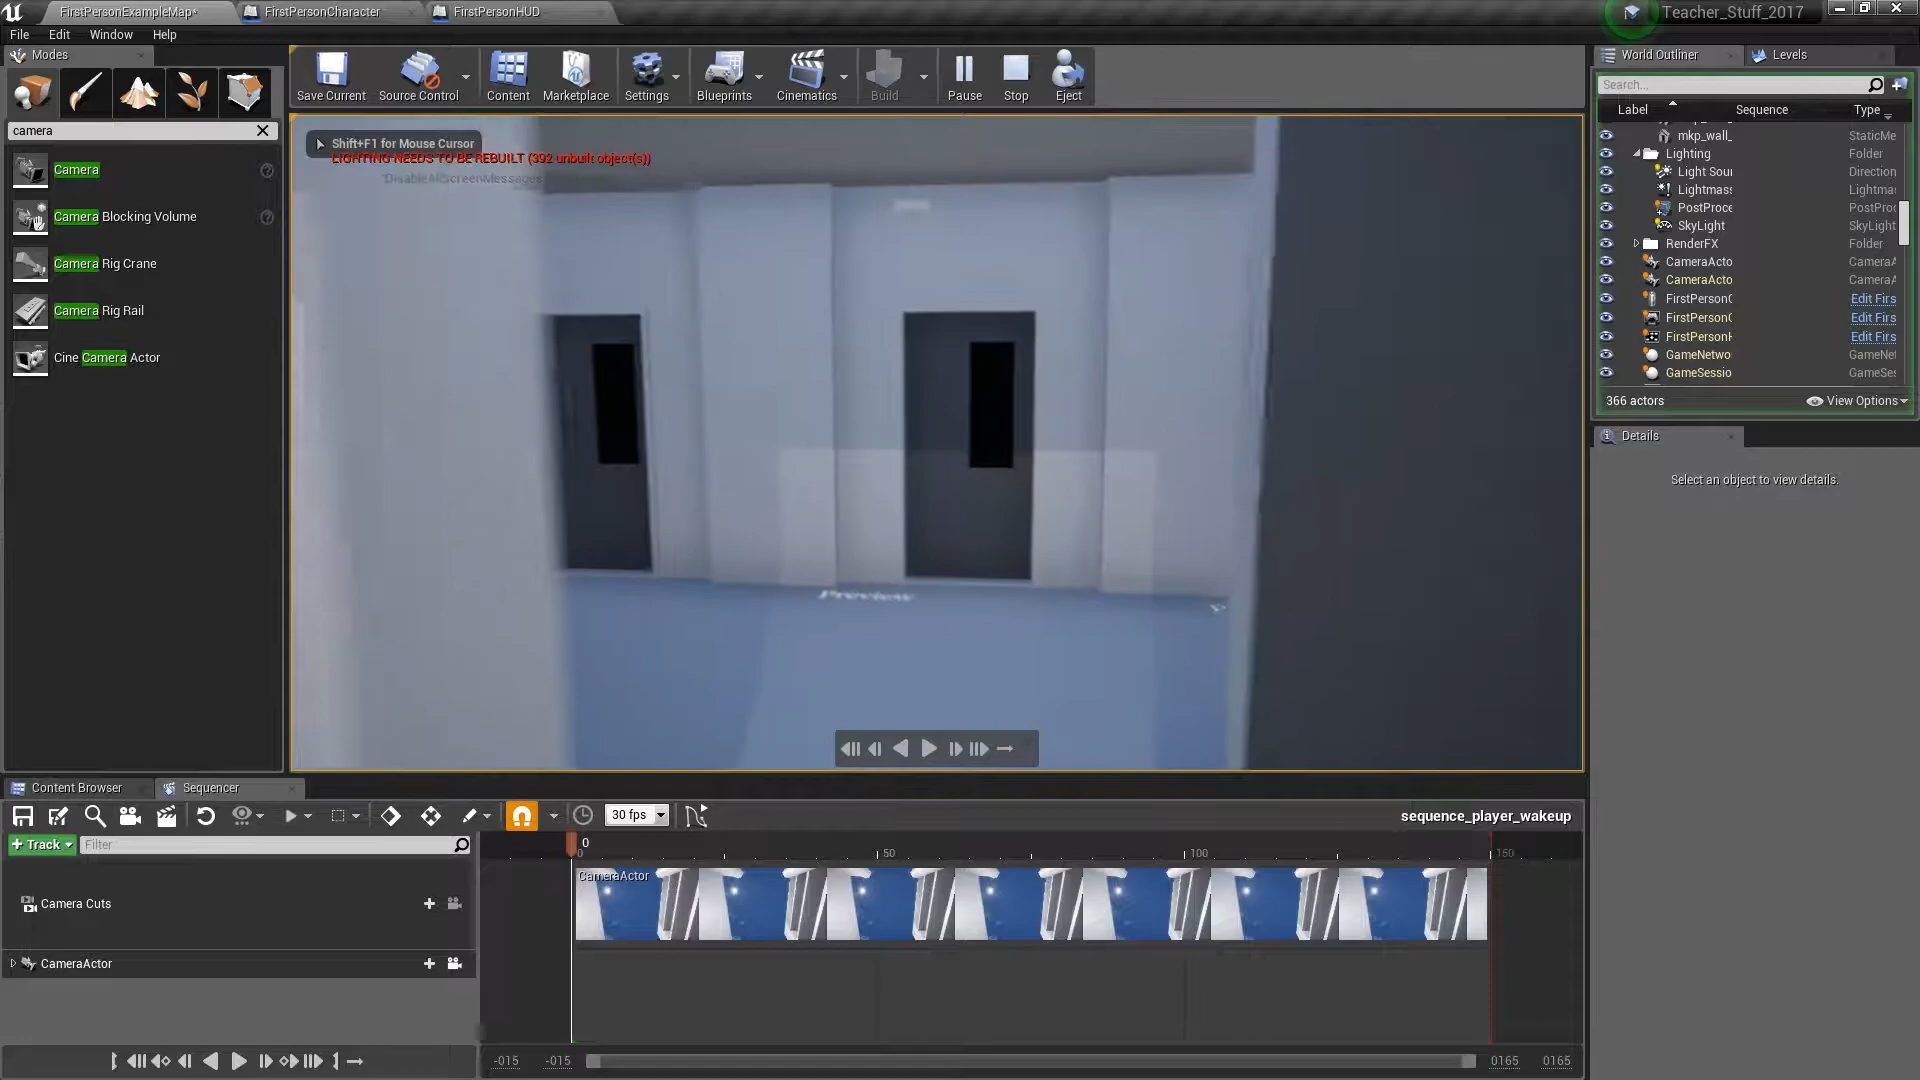 FirstPersonExampleMap*
FirstPersonCharacter
FirstPersonHUD
Teacher_Stuff_2017
File Edit Window Help
Modes
Save Current
Source Control
Content
Marketplace
Settings
Blueprints
Cinematics
Build
Pause
Stop
Eject
camera
Camera
Camera Blocking Volume
Camera Rig Crane
Camera Rig Rail
Cine Camera Actor
Shift+F1 for Mouse Cursor
LIGHTING NEEDS TO BE REBUILT (392 unbuilt object(s))
'DisableAllScreenMessages
Preview
World Outliner
Levels
Search...
Label Sequence Type
mkp_wall_ StaticMe
Lighting Folder
Light Sour Direction
Lightmass Lightmas
PostProce PostProc
SkyLight SkyLight
RenderFX Folder
CameraActo CameraA
CameraActo CameraA
FirstPersonC Edit Firs
FirstPersonC Edit Firs
FirstPersonH Edit Firs
GameNetwo GameNet
GameSessio GameSes
366 actors
View Options
Details
Select an object to view details.
Content Browser
Sequencer
30 fps
sequence_player_wakeup
+ Track
Filter
0
0 50 100 150
CameraActor
Camera Cuts
CameraActor
-015 -015 0165 0165